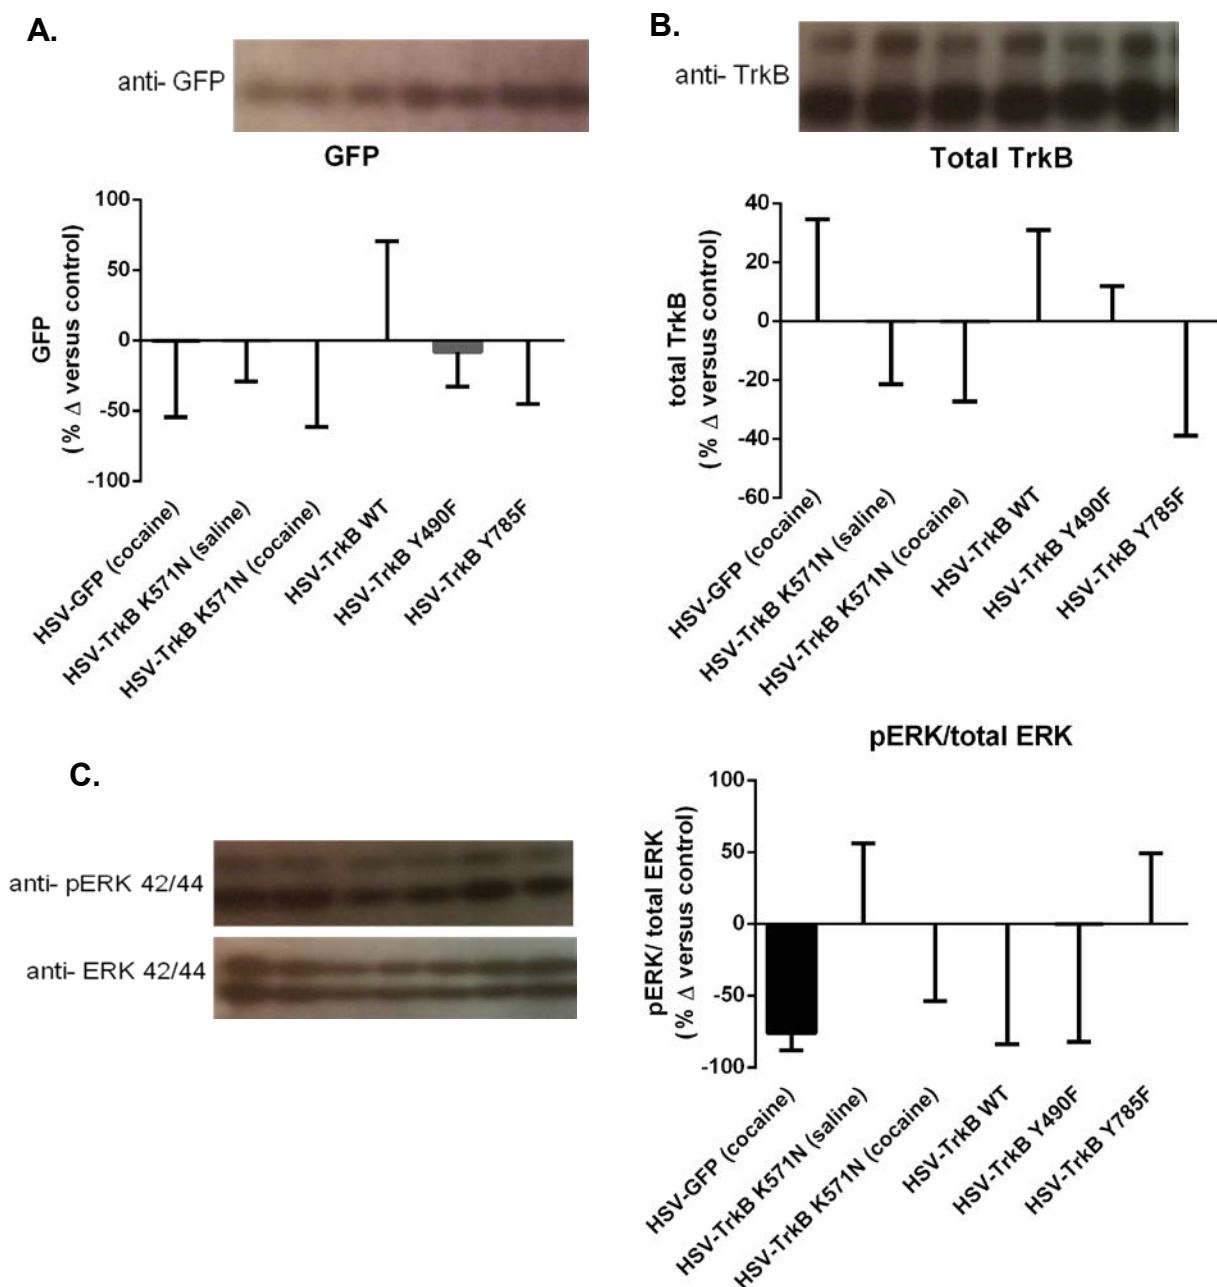 A.
anti- GFP
GFP
GFP
(% Δ versus control)
100
50
0
-50
-100
HSV-GFP (cocaine)
HSV-TrkB K571N (saline)
HSV-TrkB K571N (cocaine)
HSV-TrkB WT
HSV-TrkB Y490F
HSV-TrkB Y785F
B.
anti- TrkB
Total TrkB
total TrkB
(% Δ versus control)
40
20
0
-20
-40
-60
HSV-GFP (cocaine)
HSV-TrkB K571N (saline)
HSV-TrkB K571N (cocaine)
HSV-TrkB WT
HSV-TrkB Y490F
HSV-TrkB Y785F
C.
anti- pERK 42/44
anti- ERK 42/44
pERK/total ERK
pERK/ total ERK
(% Δ versus control)
100
50
0
-50
-100
HSV-GFP (cocaine)
HSV-TrkB K571N (saline)
HSV-TrkB K571N (cocaine)
HSV-TrkB WT
HSV-TrkB Y490F
HSV-TrkB Y785F